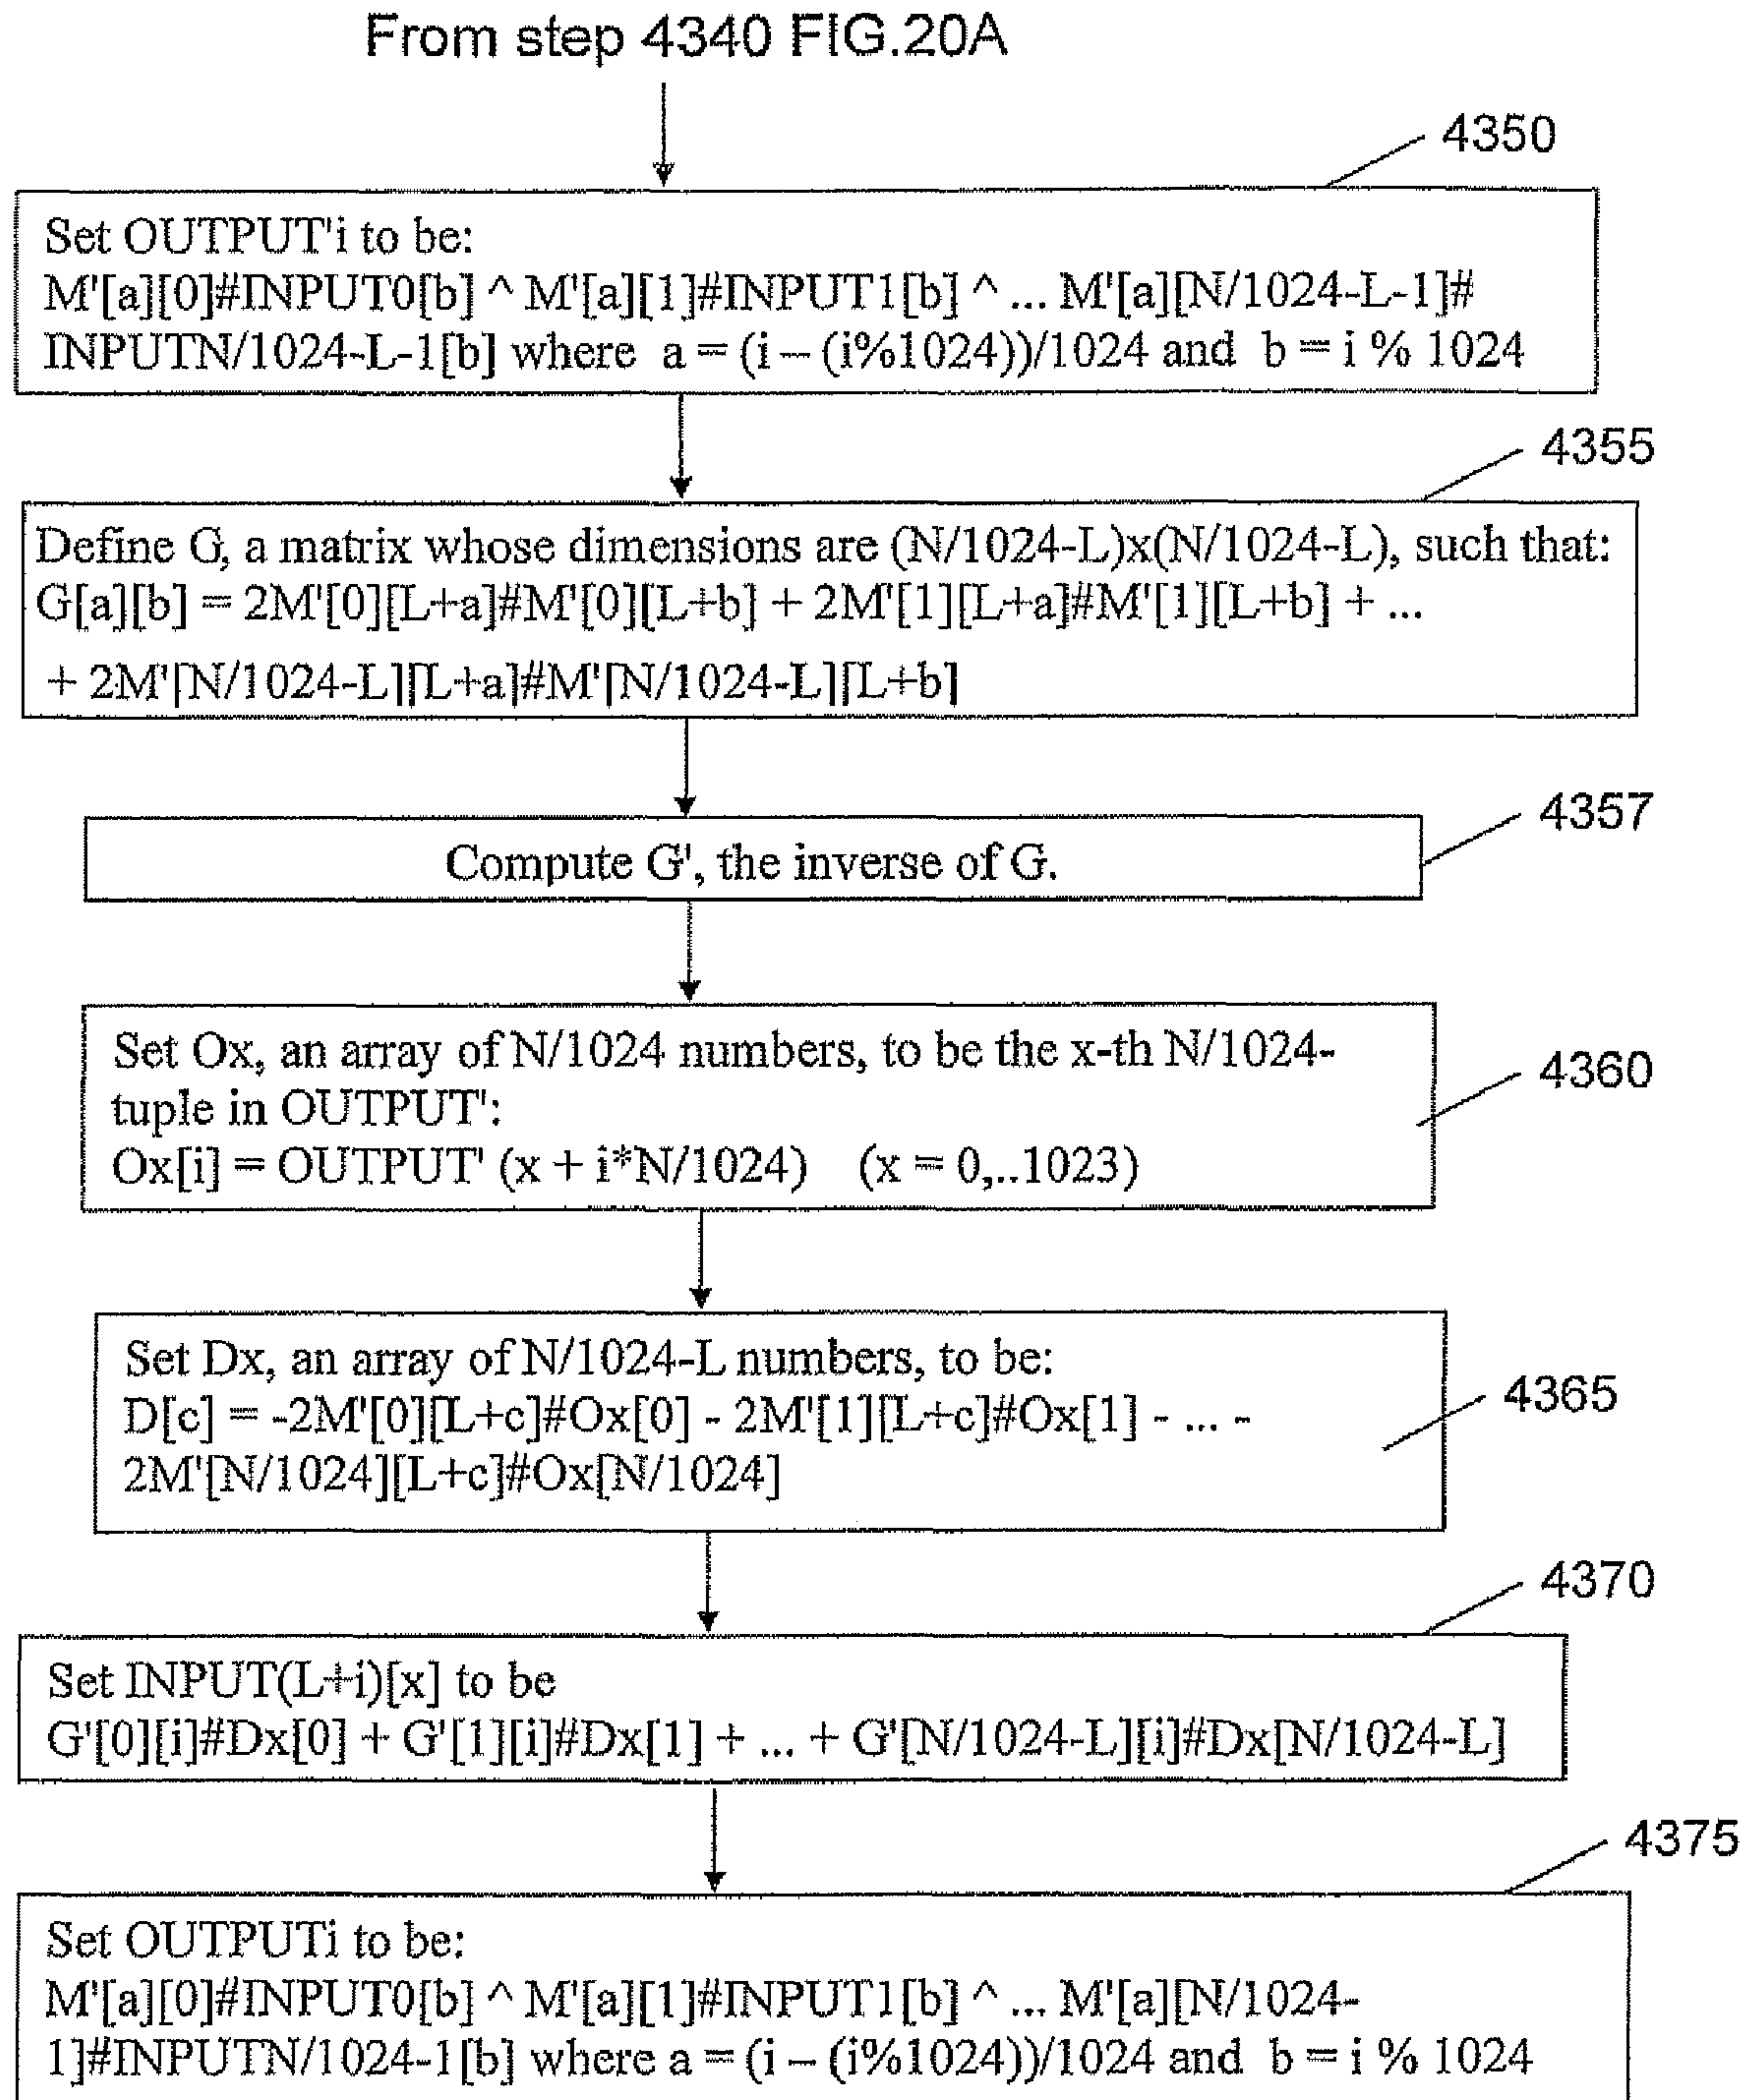 From step 4340 FIG.20A
4350
Set OUTPUT'i to be:
M'[a][0]#INPUT0[b] ^ M'[a][1]#INPUT1[b] ^ ... M'[a][N/1024-L-1]#
INPUTN/1024-L-1[b] where a = (i – (i%1024))/1024 and b = i % 1024
4355
Define G, a matrix whose dimensions are (N/1024-L)x(N/1024-L), such that:
G[a][b] = 2M'[0][L+a]#M'[0][L+b] + 2M'[1][L+a]#M'[1][L+b] + ...
+ 2M'[N/1024-L][L+a]#M'[N/1024-L][L+b]
4357
Compute G', the inverse of G.
4360
Set Ox, an array of N/1024 numbers, to be the x-th N/1024-
tuple in OUTPUT':
Ox[i] = OUTPUT' (x + i*N/1024) (x = 0,..1023)
4365
Set Dx, an array of N/1024-L numbers, to be:
D[c] = -2M'[0][L+c]#Ox[0] - 2M'[1][L+c]#Ox[1] - ... -
2M'[N/1024][L+c]#Ox[N/1024]
4370
Set INPUT(L+i)[x] to be
G'[0][i]#Dx[0] + G'[1][i]#Dx[1] + ... + G'[N/1024-L][i]#Dx[N/1024-L]
4375
Set OUTPUTi to be:
M'[a][0]#INPUT0[b] ^ M'[a][1]#INPUT1[b] ^ ... M'[a][N/1024-
1]#INPUTN/1024-1[b] where a = (i – (i%1024))/1024 and b = i % 1024